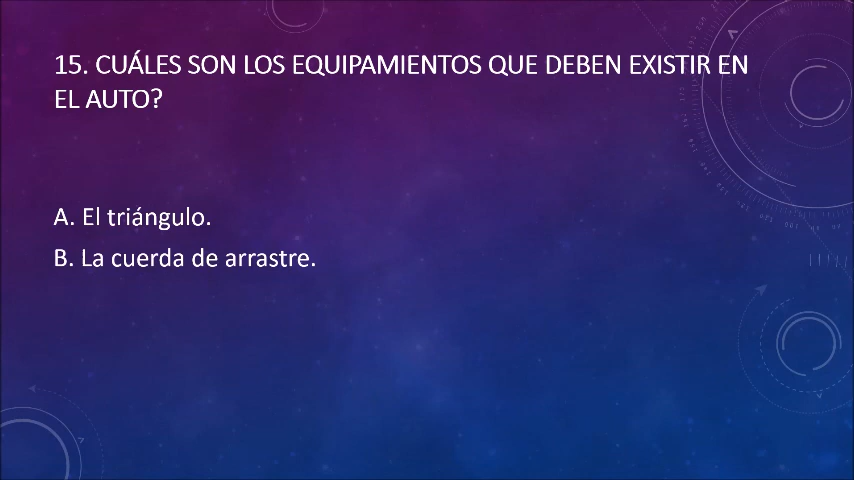 15. CUÁLES SON LOS EQUIPAMIENTOS QUE DEBEN EXISTIR EN
EL AUTO?
A. El triángulo.
B. La cuerda de arrastre.